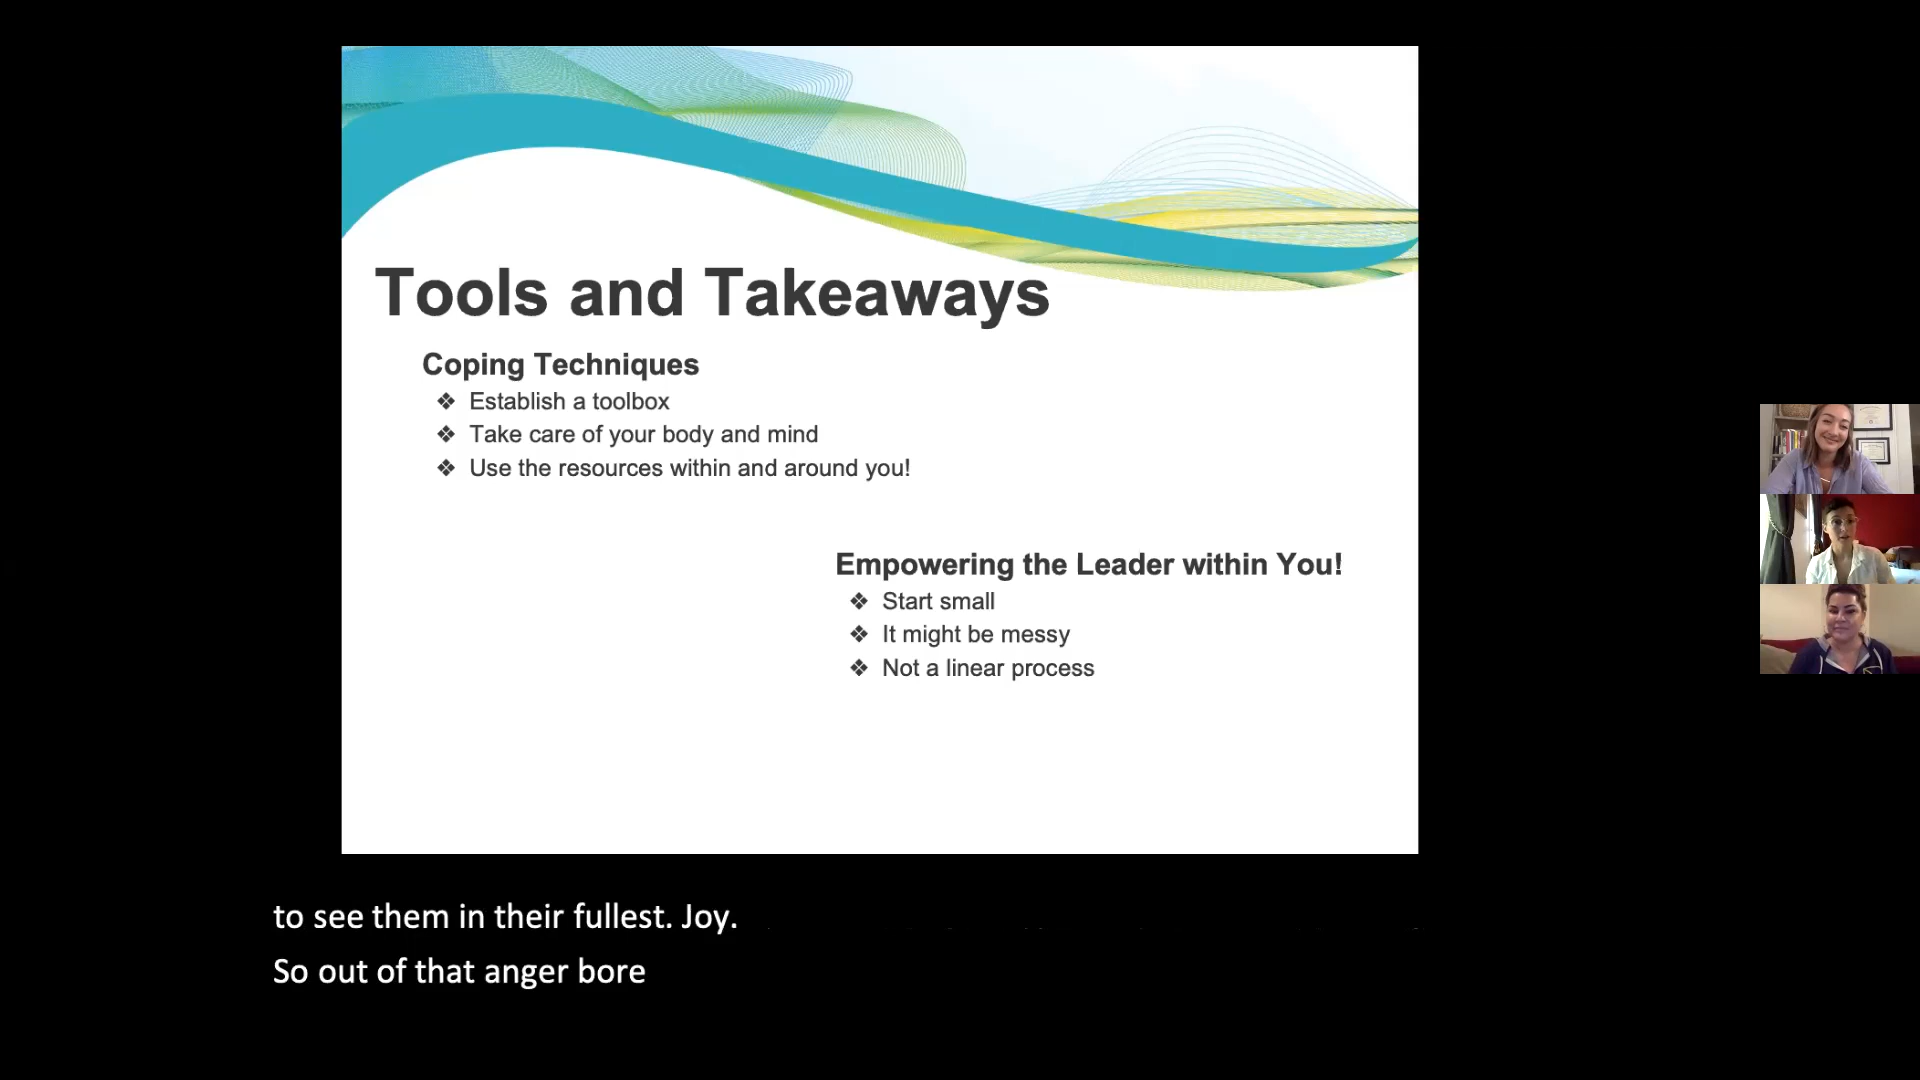 Tools and Takeaways
Coping Techniques
❖ Establish a toolbox
❖ Take care of your body and mind
❖ Use the resources within and around you!
Empowering the Leader within You!
❖ Start small
❖ It might be messy
❖ Not a linear process
to see them in their fullest. Joy.
So out of that anger bore